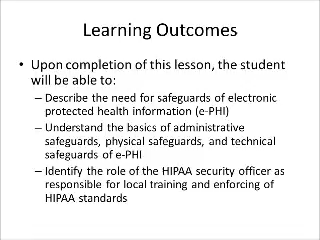 Learning Outcomes
• Upon completion of this lesson, the student
will be able to:
– Describe the need for safeguards of electronic
protected health information (e-PHI)
– Understand the basics of administrative
safeguards, physical safeguards, and technical
safeguards of e-PHI
– Identify the role of the HIPAA security officer as
responsible for local training and enforcing of
HIPAA standards